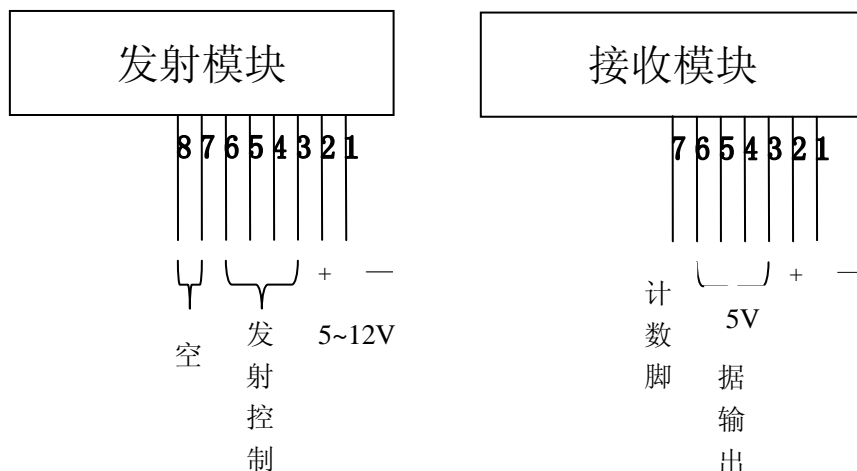 发射模块
接收模块
8 7 6 5 4 3 2 1
7 6 5 4 3 2 1
+ —
+ —
空
发射控制
5~12V
计数脚
5V
据输出